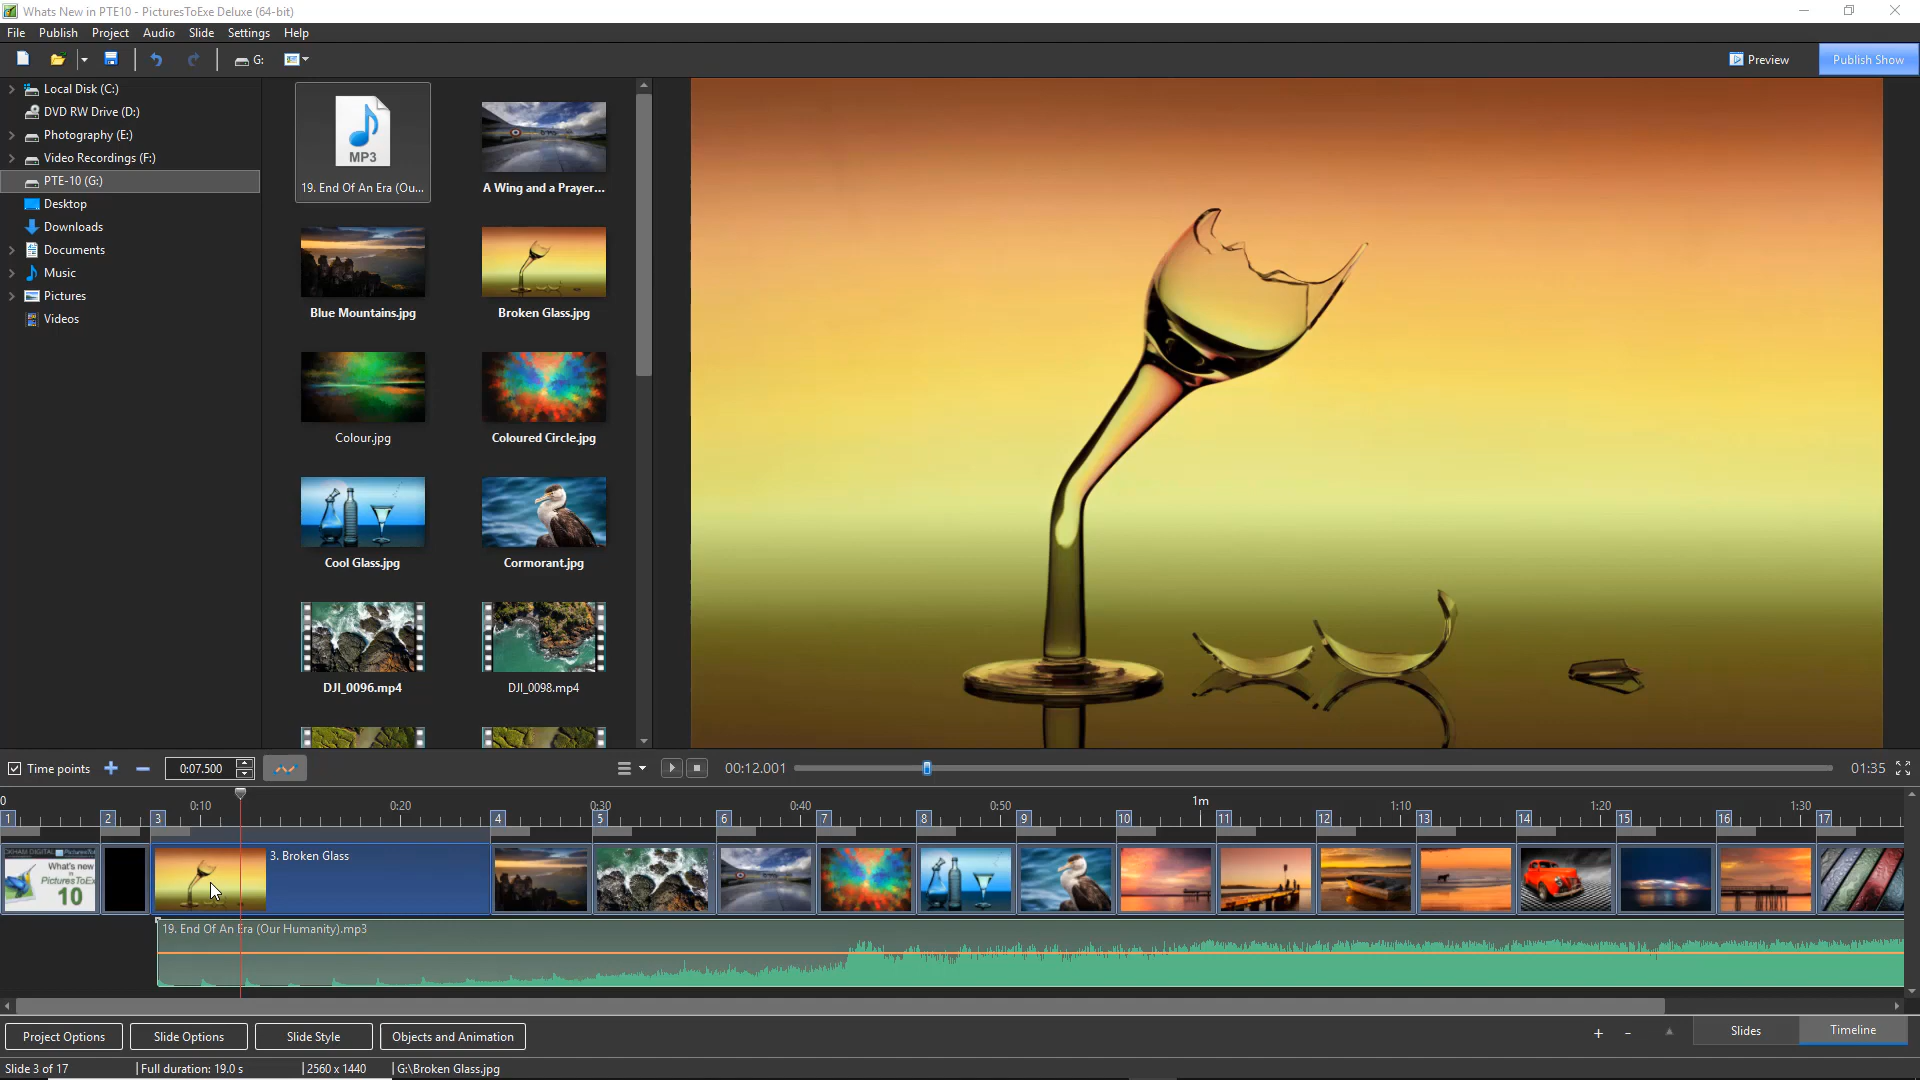 Whats New in PTE10 - PicturesToExe Deluxe (64-bit)
File Publish Project Audio Slide Settings Help
G:
Preview
Publish Show
Local Disk (C:)
DVD RW Drive (D:)
Photography (E:)
Video Recordings (F:)
PTE-10 (G:)
Desktop
Downloads
Documents
Music
Pictures
Videos
MP3
19. End Of An Era (Ou...
A Wing and a Prayer...
Blue Mountains.jpg
Broken Glass.jpg
Colour.jpg
Coloured Circle.jpg
Cool Glass.jpg
Cormorant.jpg
DJI_0096.mp4
DJI_0098.mp4
Time points
0:07.500
00:12.001
01:35
0 0:10 0:20 0:30 0:40 0:50 1m 1:10 1:20 1:30
1 2 3 4 5 6 7 8 9 10 11 12 13 14 15 16 17
What's new
10
3. Broken Glass
19. End Of An Era (Our Humanity).mp3
Project Options
Slide Options
Slide Style
Objects and Animation
+ -
Slides
Timeline
Slide 3 of 17
Full duration: 19.0 s
2560 x 1440
G:\Broken Glass.jpg